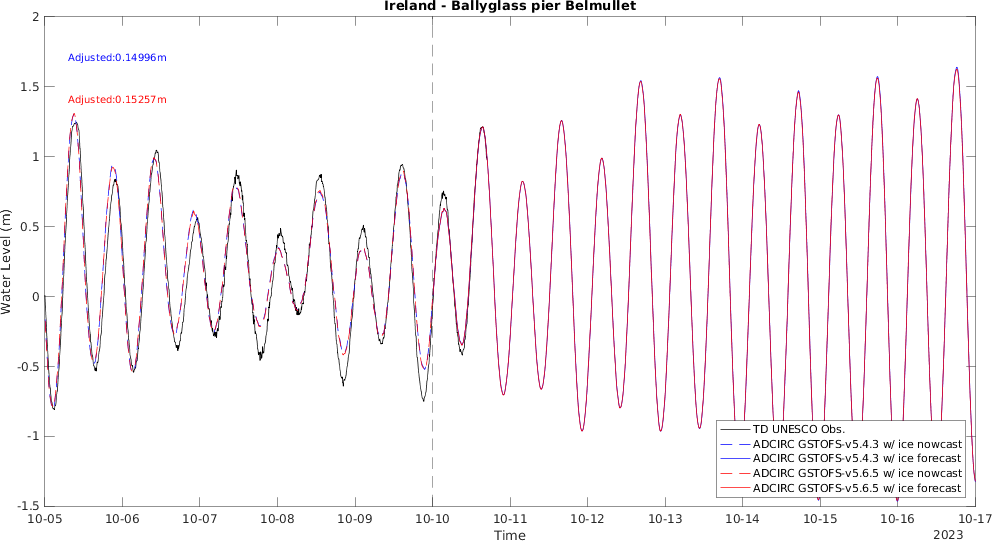 Ireland - Ballyglass pier Belmullet
Adjusted:0.14996m
Adjusted:0.15257m
Water Level (m)
2
1.5
1
0.5
0
-0.5
-1
-1.5
TD UNESCO Obs.
ADCIRC GSTOFS-v5.4.3 w/ ice nowcast
ADCIRC GSTOFS-v5.4.3 w/ ice forecast
ADCIRC GSTOFS-v5.6.5 w/ ice nowcast
ADCIRC GSTOFS-v5.6.5 w/ ice forecast
10-05 10-06 10-07 10-08 10-09 10-10 10-11 10-12 10-13 10-14 10-15 10-16 10-17
Time
2023